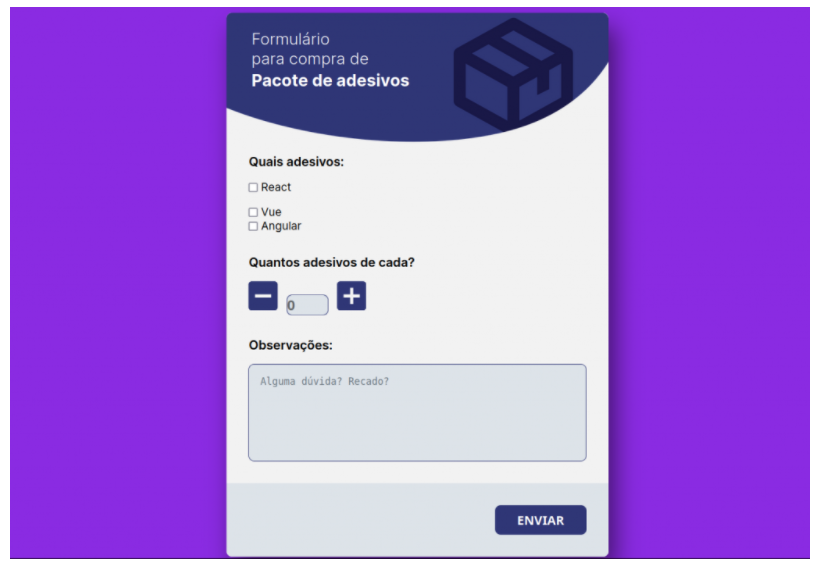 Formulário
para compra de
Pacote de adesivos
Quais adesivos:
React
Vue
Angular
Quantos adesivos de cada?
0
Observações:
Alguma dúvida? Recado?
ENVIAR